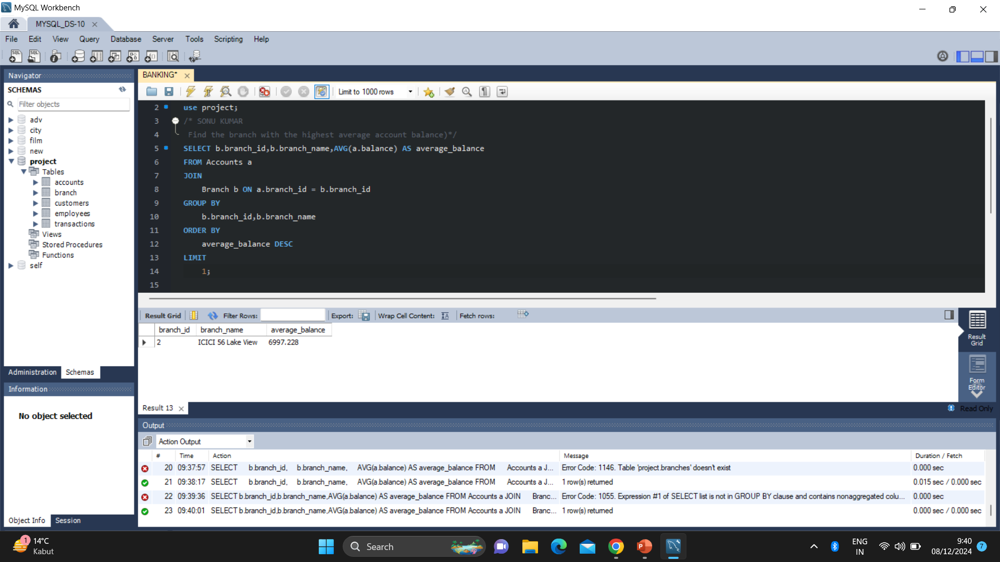 MySQL Workbench
MYSQL_DS-10
File Edit View Query Database Server Tools Scripting Help
Navigator
SCHEMAS
Filter objects
adv
city
film
new
project
Tables
accounts
branch
customers
employees
transactions
Views
Stored Procedures
Functions
self
Administration Schemas
Information
No object selected
Object Info Session
BANKING*
Limit to 1000 rows
2 use project;
3 /* SONU KUMAR
4 Find the branch with the highest average account balance)*/
5 SELECT b.branch_id,b.branch_name,AVG(a.balance) AS average_balance
6 FROM Accounts a
7 JOIN
8 Branch b ON a.branch_id = b.branch_id
9 GROUP BY
10 b.branch_id,b.branch_name
11 ORDER BY
12 average_balance DESC
13 LIMIT
14 1;
15
Result Grid Filter Rows: Export: Wrap Cell Content: Fetch rows:
branch_id branch_name average_balance
2 ICICI 56 Lake View 6997.228
Result Grid
Form Editor
Result 13
Read Only
Output
Action Output
# Time Action Message Duration / Fetch
20 09:37:57 SELECT b.branch_id, b.branch_name, AVG(a.balance) AS average_balance FROM Accounts a J... Error Code: 1146. Table 'project.branches' doesn't exist 0.000 sec
21 09:38:17 SELECT b.branch_id, b.branch_name, AVG(a.balance) AS average_balance FROM Accounts a J... 1 row(s) returned 0.015 sec / 0.000 sec
22 09:39:36 SELECT b.branch_id,b.branch_name,AVG(a.balance) AS average_balance FROM Accounts a JOIN Branc... Error Code: 1055. Expression #1 of SELECT list is not in GROUP BY clause and contains nonaggregated colu... 0.000 sec
23 09:40:01 SELECT b.branch_id,b.branch_name,AVG(a.balance) AS average_balance FROM Accounts a JOIN Branc... 1 row(s) returned 0.000 sec / 0.000 sec
1
14°C
Kabut
Search
ENG
IN
9:40
08/12/2024
7